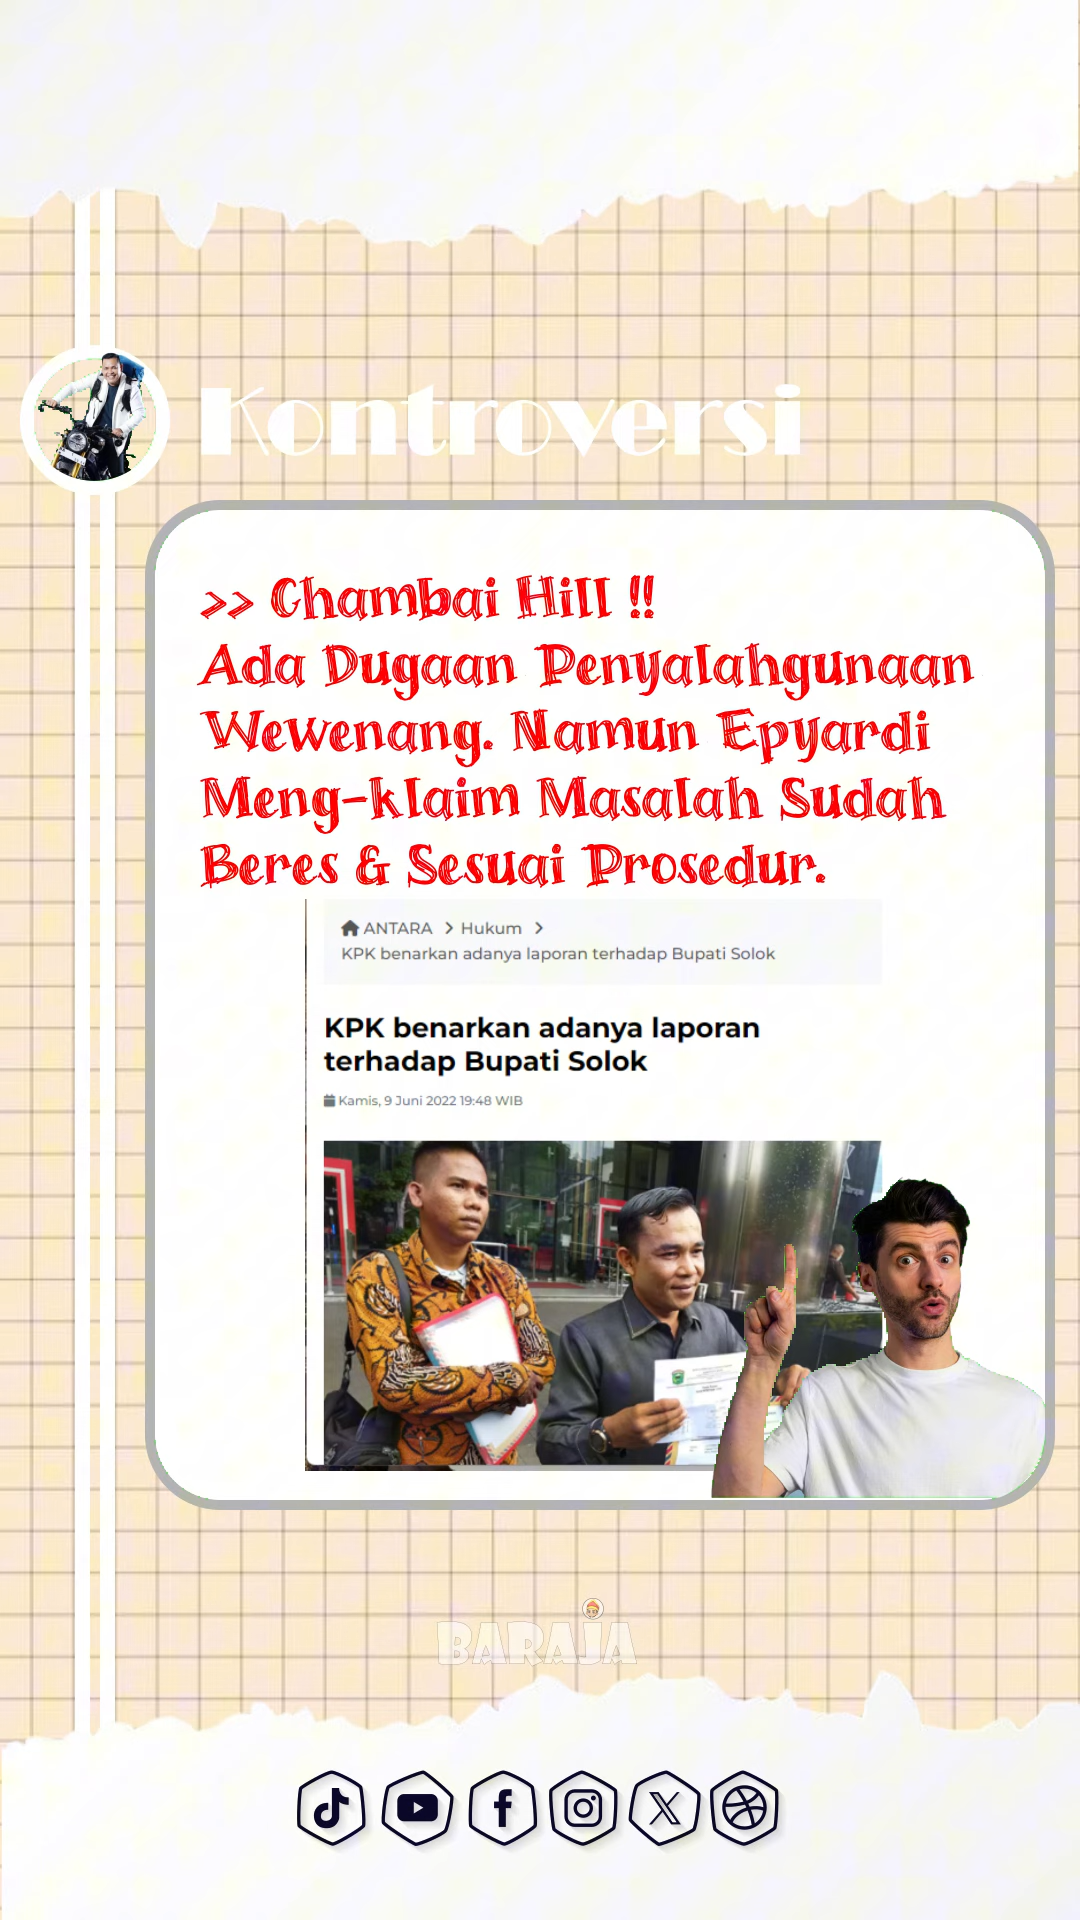 Kontroversi
>> Chambai Hill !!
Ada Dugaan Penyalahgunaan
Wewenang. Namun Epyardi
Meng-klaim Masalah Sudah
Beres & Sesuai Prosedur.
ANTARA > Hukum >
KPK benarkan adanya laporan terhadap Bupati Solok
KPK benarkan adanya laporan
terhadap Bupati Solok
Kamis, 9 Juni 2022 19:48 WIB
BARAJA